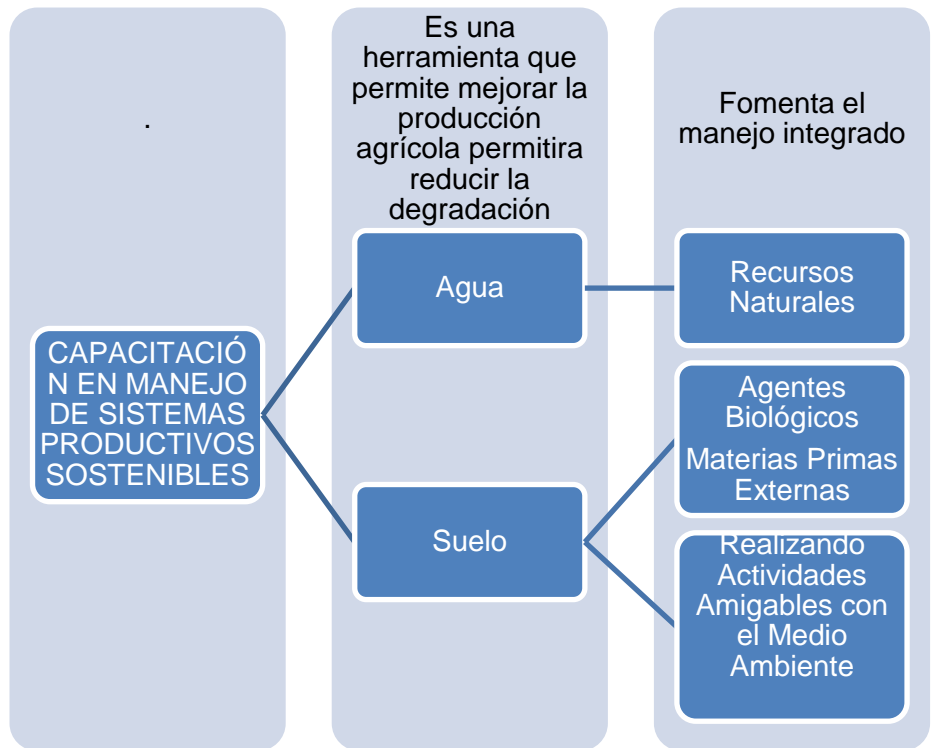 .
Es una
herramienta que
permite mejorar la
producción
agrícola permitira
reducir la
degradación
Fomenta el
manejo integrado
CAPACITACIÓ
N EN MANEJO
DE SISTEMAS
PRODUCTIVOS
SOSTENIBLES
Agua
Suelo
Recursos
Naturales
Agentes
Biológicos
Materias Primas
Externas
Realizando
Actividades
Amigables con
el Medio
Ambiente